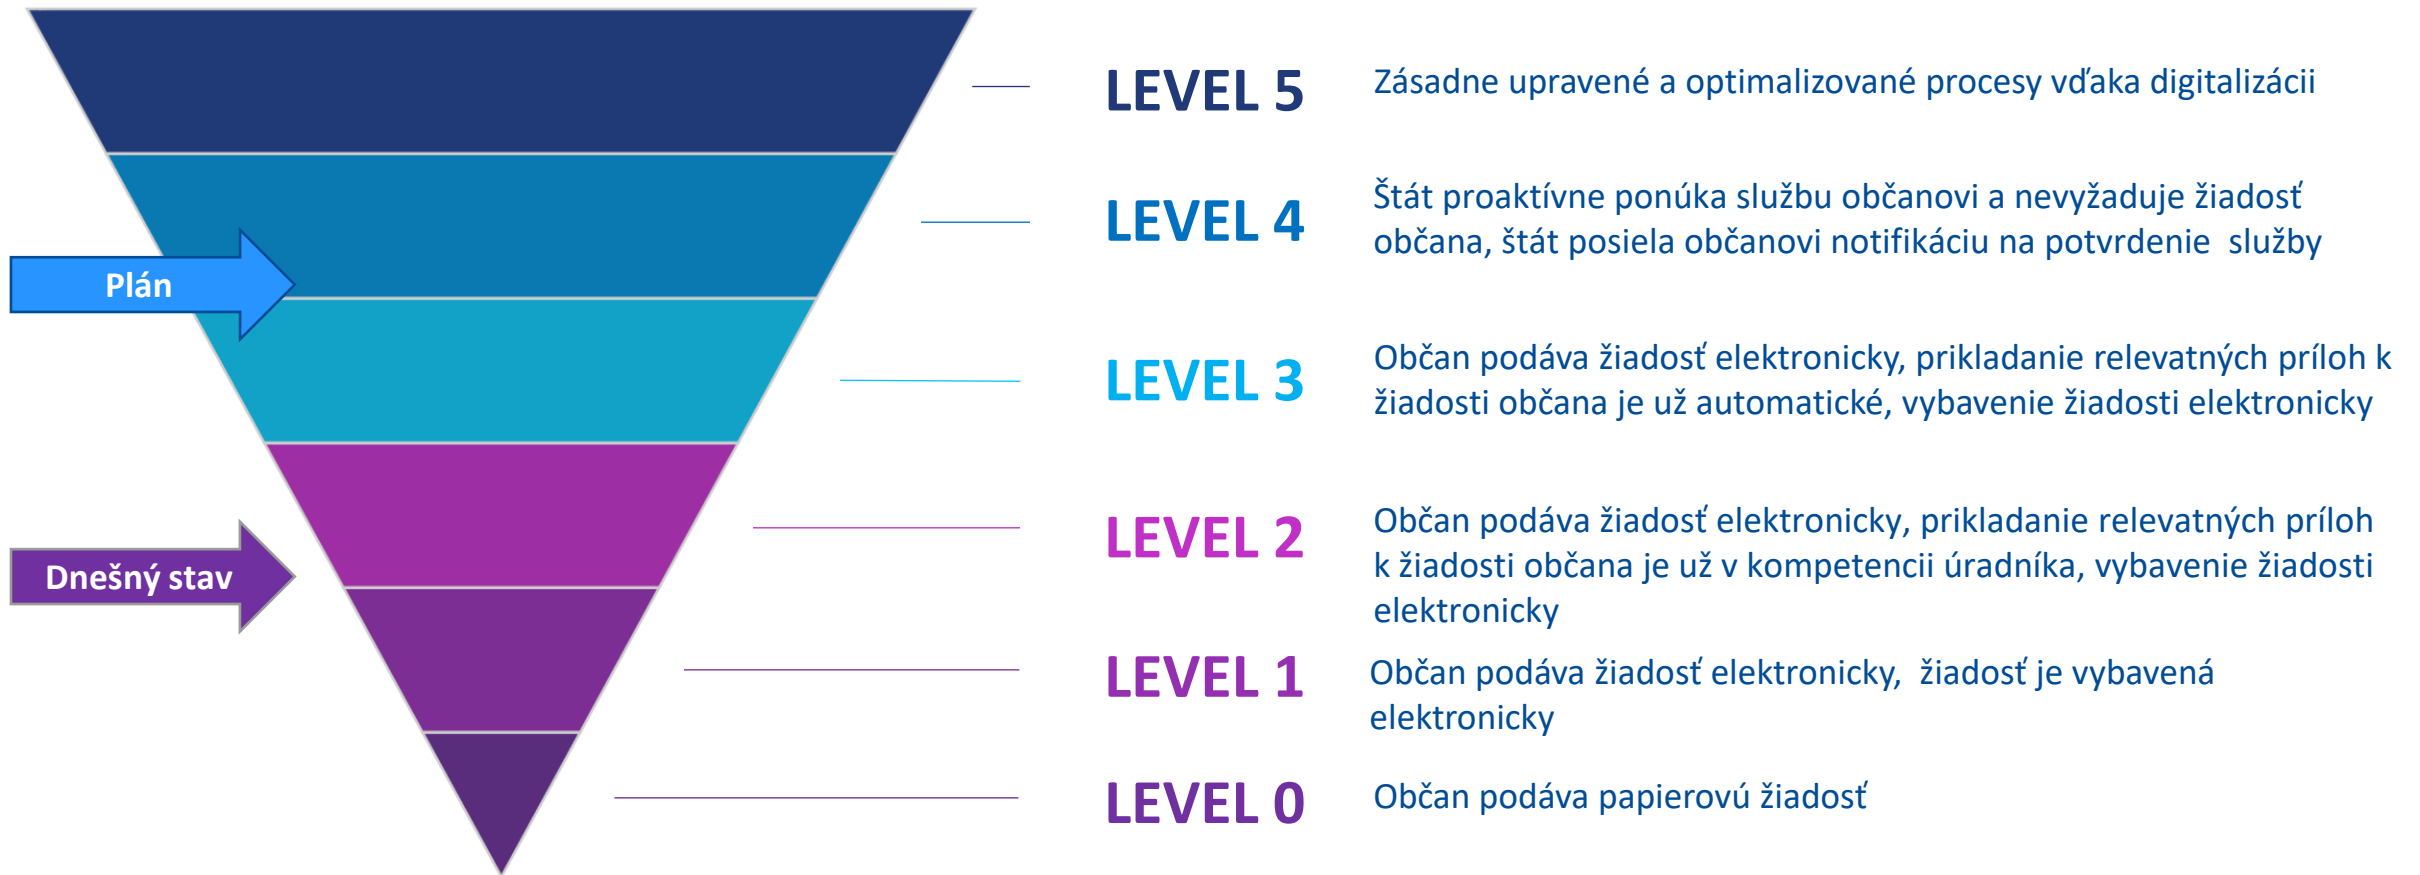 LEVEL 5
Zásadne upravené a optimalizované procesy vďaka digitalizácii
LEVEL 4
Štát proaktívne ponúka službu občanovi a nevyžaduje žiadosť
občana, štát posiela občanovi notifikáciu na potvrdenie  služby
Plán
LEVEL 3
Občan podáva žiadosť elektronicky, prikladanie relevatných príloh k
žiadosti občana je už automatické, vybavenie žiadosti elektronicky
LEVEL 2
Občan podáva žiadosť elektronicky, prikladanie relevatných príloh
k žiadosti občana je už v kompetencii úradníka, vybavenie žiadosti
elektronicky
Dnešný stav
LEVEL 1
Občan podáva žiadosť elektronicky,  žiadosť je vybavená
elektronicky
LEVEL 0
Občan podáva papierovú žiadosť